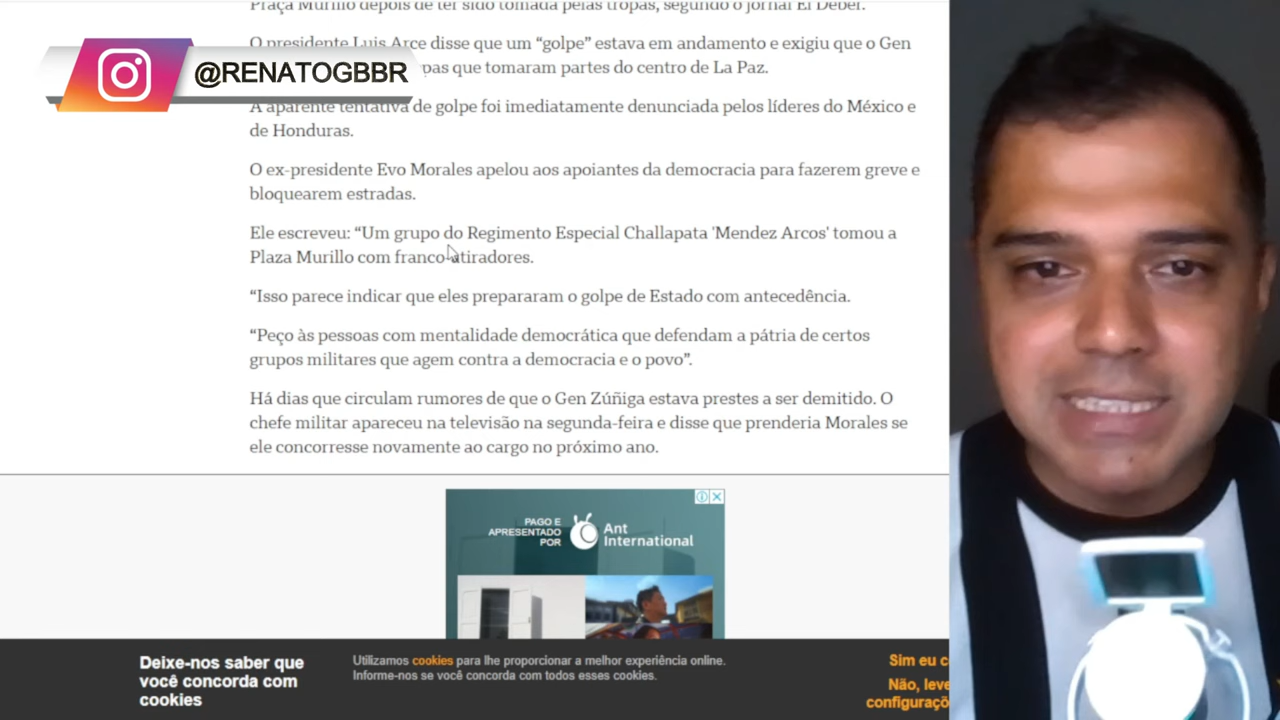 Praça Murillo depois de ter sido tomada pelas tropas, segundo o jornal El Deber.
O presidente Luis Arce disse que um “golpe” estava em andamento e exigiu que o Gen
@RENATOGBBR
que tomaram partes do centro de La Paz.
A aparente tentativa de golpe foi imediatamente denunciada pelos líderes do México e
de Honduras.
O ex-presidente Evo Morales apelou aos apoiantes da democracia para fazerem greve e
bloquearem estradas.
Ele escreveu: “Um grupo do Regimento Especial Challapata 'Mendez Arcos' tomou a
Plaza Murillo com franco-atiradores.
“Isso parece indicar que eles prepararam o golpe de Estado com antecedência.
“Peço às pessoas com mentalidade democrática que defendam a pátria de certos
grupos militares que agem contra a democracia e o povo”.
Há dias que circulam rumores de que o Gen Zúñiga estava prestes a ser demitido. O
chefe militar apareceu na televisão na segunda-feira e disse que prenderia Morales se
ele concorresse novamente ao cargo no próximo ano.
PAGO E
APRESENTADO
POR
Ant
International
Deixe-nos saber que
você concorda com
cookies
Utilizamos cookies para lhe proporcionar a melhor experiência online.
Informe-nos se você concorda com todos esses cookies.
Sim eu c
Não, leve
configuraçõ